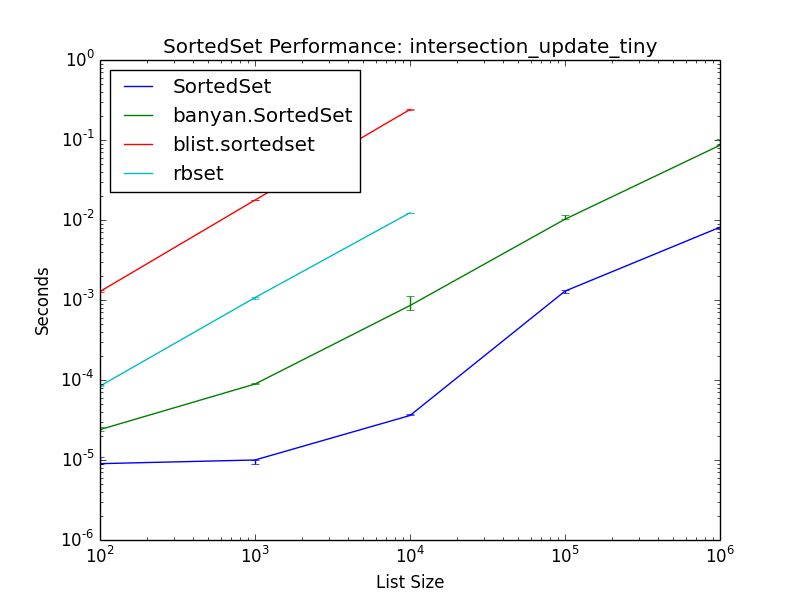 SortedSet Performance: intersection_update_tiny
SortedSet
banyan.SortedSet
blist.sortedset
rbset
10^0
10^-1
10^-2
10^-3
10^-4
10^-5
10^-6
Seconds
10^2 10^3 10^4 10^5 10^6
List Size